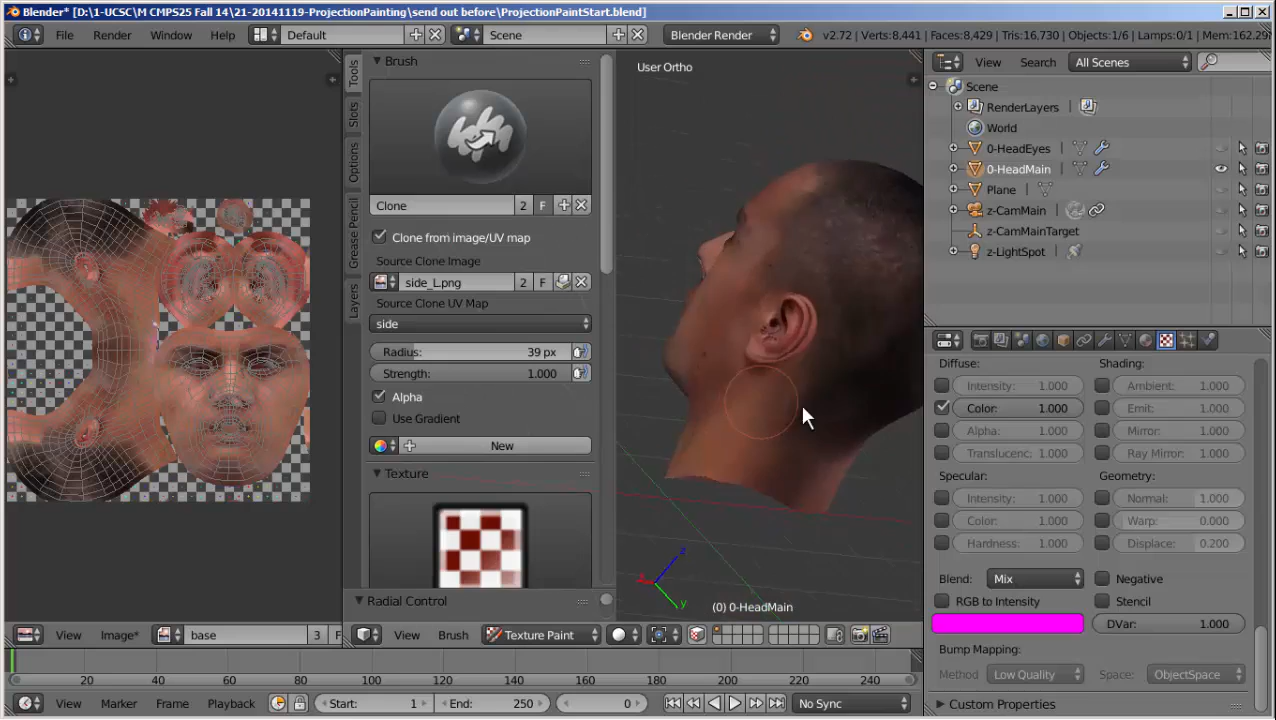 Blender* [D:\1-UCSC\M CMPS25 Fall 14\21-20141119-ProjectionPainting\send out before\ProjectionPaintStart.blend]
File Render Window Help Default Scene Blender Render v2.72 | Verts:8,441 | Faces:8,429 | Tris:16,730 | Objects:1/6 | Lamps:0/1 | Mem:162.29
Brush
Tools
Slots
Options
Grease Pencil
Layers
Clone 2 F
Clone from image/UV map
Source Clone Image
side_L.png 2 F
Source Clone UV Map
side
Radius: 39 px
Strength: 1.000
Alpha
Use Gradient
New
Texture
Radial Control
User Ortho
z
y
(0) 0-HeadMain
View Search All Scenes
Scene
RenderLayers
World
0-HeadEyes
0-HeadMain
Plane
z-CamMain
z-CamMainTarget
z-LightSpot
Diffuse: Shading:
Intensity: 1.000 Ambient: 1.000
Color: 1.000 Emit: 1.000
Alpha: 1.000 Mirror: 1.000
Translucenc: 1.000 Ray Mirror: 1.000
Specular: Geometry:
Intensity: 1.000 Normal: 1.000
Color: 1.000 Warp: 0.000
Hardness: 1.000 Displace: 0.200
Blend: Mix Negative
RGB to Intensity Stencil
DVar: 1.000
Bump Mapping:
Method Low Quality Space: ObjectSpace
Custom Properties
View Image* base 3 View Brush Texture Paint
20 40 60 80 100 120 140 160 180 200 220 240
View Marker Frame Playback Start: 1 End: 250 0 No Sync